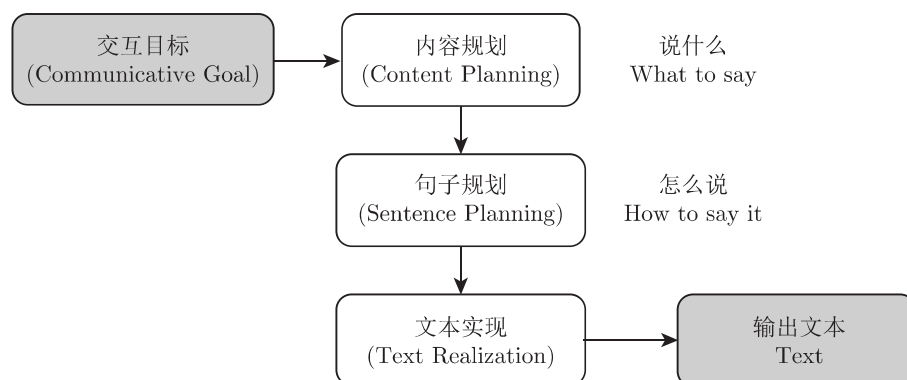 交互目标
(Communicative Goal)
内容规划
(Content Planning)
说什么
What to say
句子规划
(Sentence Planning)
怎么说
How to say it
文本实现
(Text Realization)
输出文本
Text